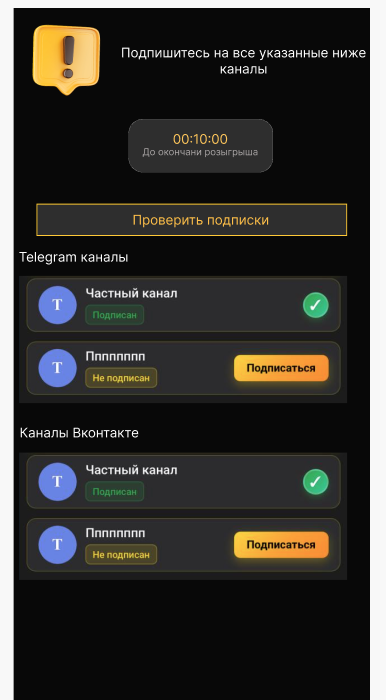 Подпишитесь на все указанные ниже
каналы
00:10:00
До окончани розыгрыша
Проверить подписки
Telegram каналы
T
Частный канал
Подписан
T
Пппппппп
Не подписан
Подписаться
Каналы Вконтакте
T
Частный канал
Подписан
T
Пппппппп
Не подписан
Подписаться